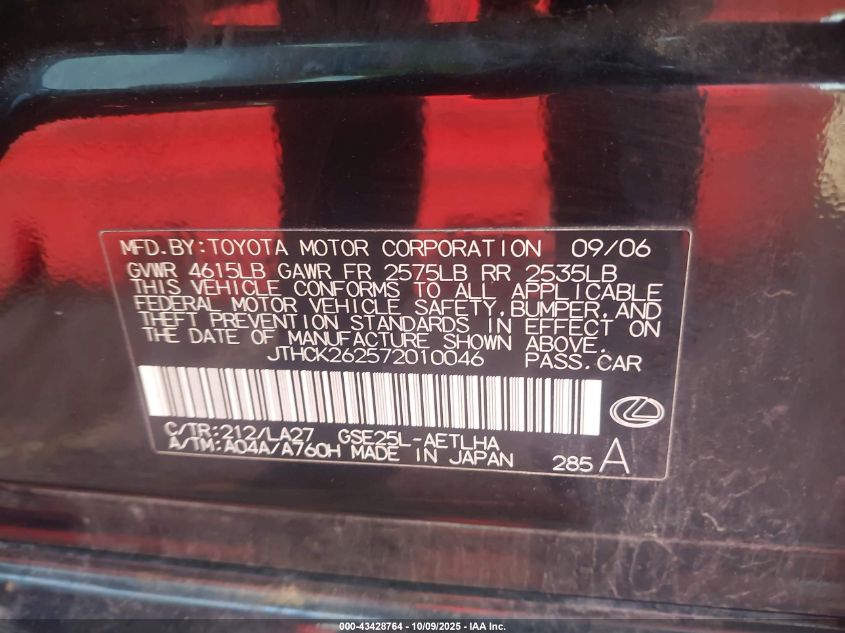 MFD.BY:TOYOTA MOTOR CORPORATION 09/06
GVWR 4615LB GAWR FR 2575LB RR 2535LB
THIS VEHICLE CONFORMS TO ALL APPLICABLE
FEDERAL MOTOR VEHICLE SAFETY,BUMPER,AND
THEFT PREVENTION STANDARDS IN EFFECT ON
THE DATE OF MANUFACTURE SHOWN ABOVE.
JTHCK262572010046 PASS.CAR
C/TR:212/LA27 GSE25L-AETLHA
A/TM:A04A/A760H MADE IN JAPAN 285 A
000-43428764 - 10/09/2025 - IAA Inc.